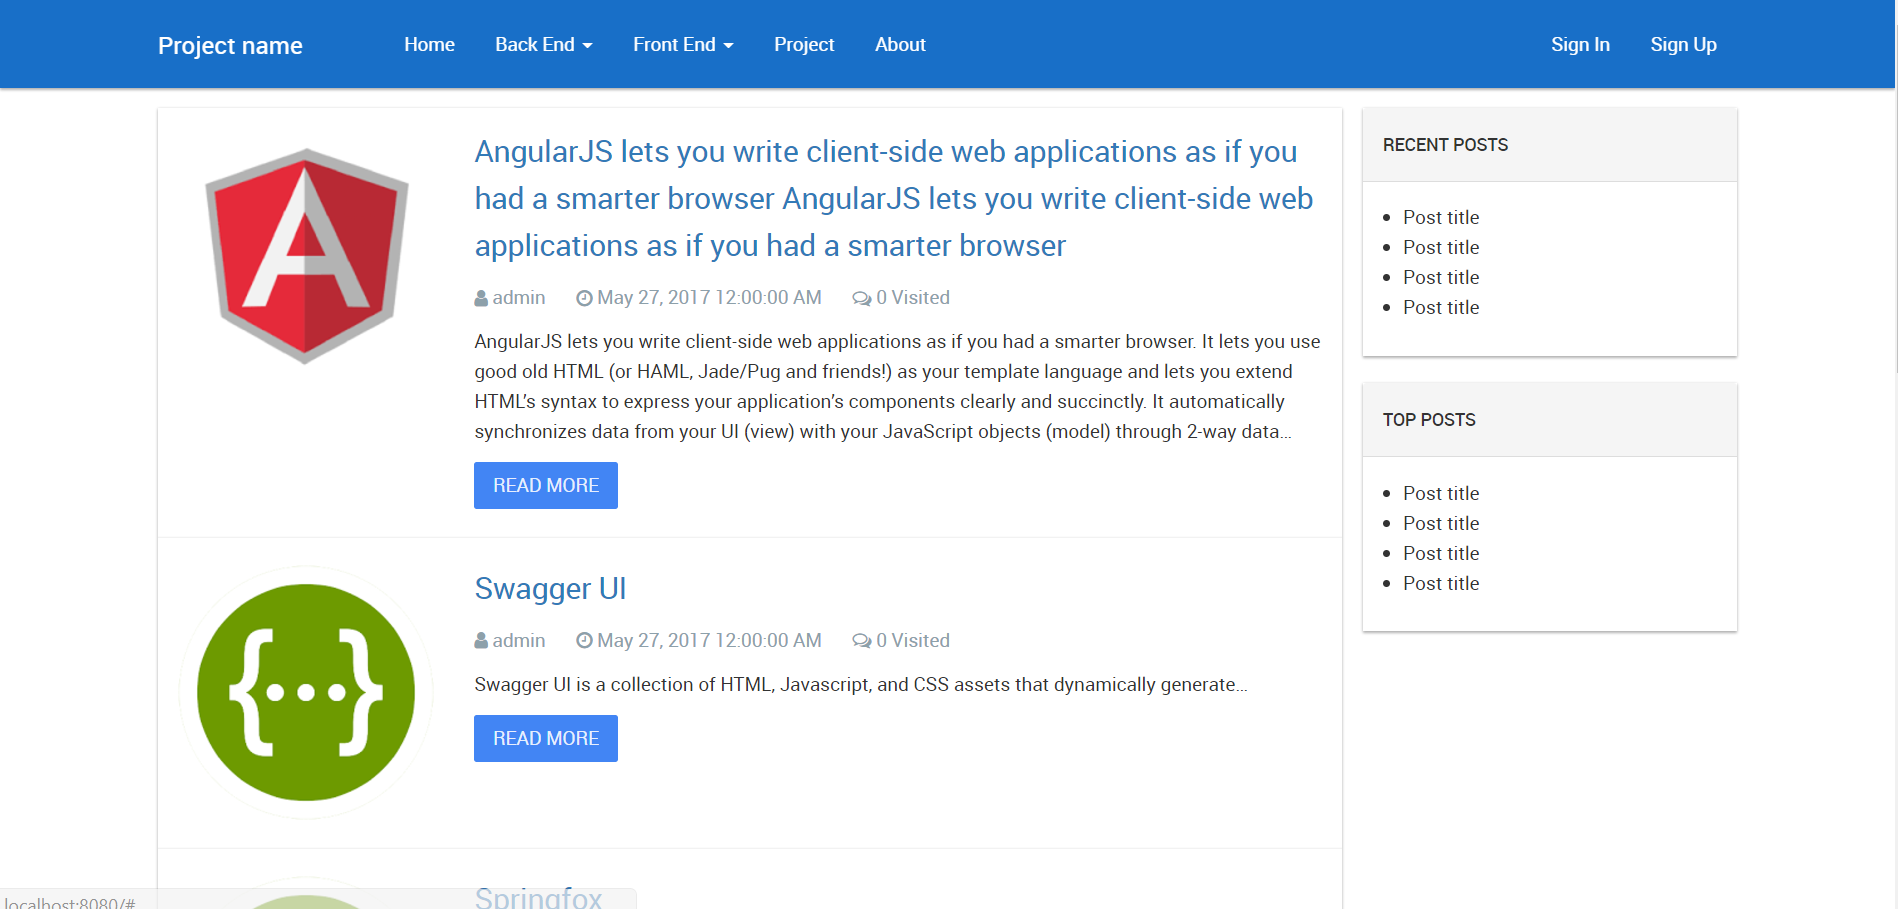 Project name
Home
Back End
Front End
Project
About
Sign In
Sign Up
AngularJS lets you write client-side web applications as if you
had a smarter browser AngularJS lets you write client-side web
applications as if you had a smarter browser
admin
May 27, 2017 12:00:00 AM
0 Visited
AngularJS lets you write client-side web applications as if you had a smarter browser. It lets you use
good old HTML (or HAML, Jade/Pug and friends!) as your template language and lets you extend
HTML’s syntax to express your application’s components clearly and succinctly. It automatically
synchronizes data from your UI (view) with your JavaScript objects (model) through 2-way data...
READ MORE
Swagger UI
admin
May 27, 2017 12:00:00 AM
0 Visited
Swagger UI is a collection of HTML, Javascript, and CSS assets that dynamically generate...
READ MORE
Springfox
RECENT POSTS
Post title
Post title
Post title
Post title
TOP POSTS
Post title
Post title
Post title
Post title
localhost:8080/#